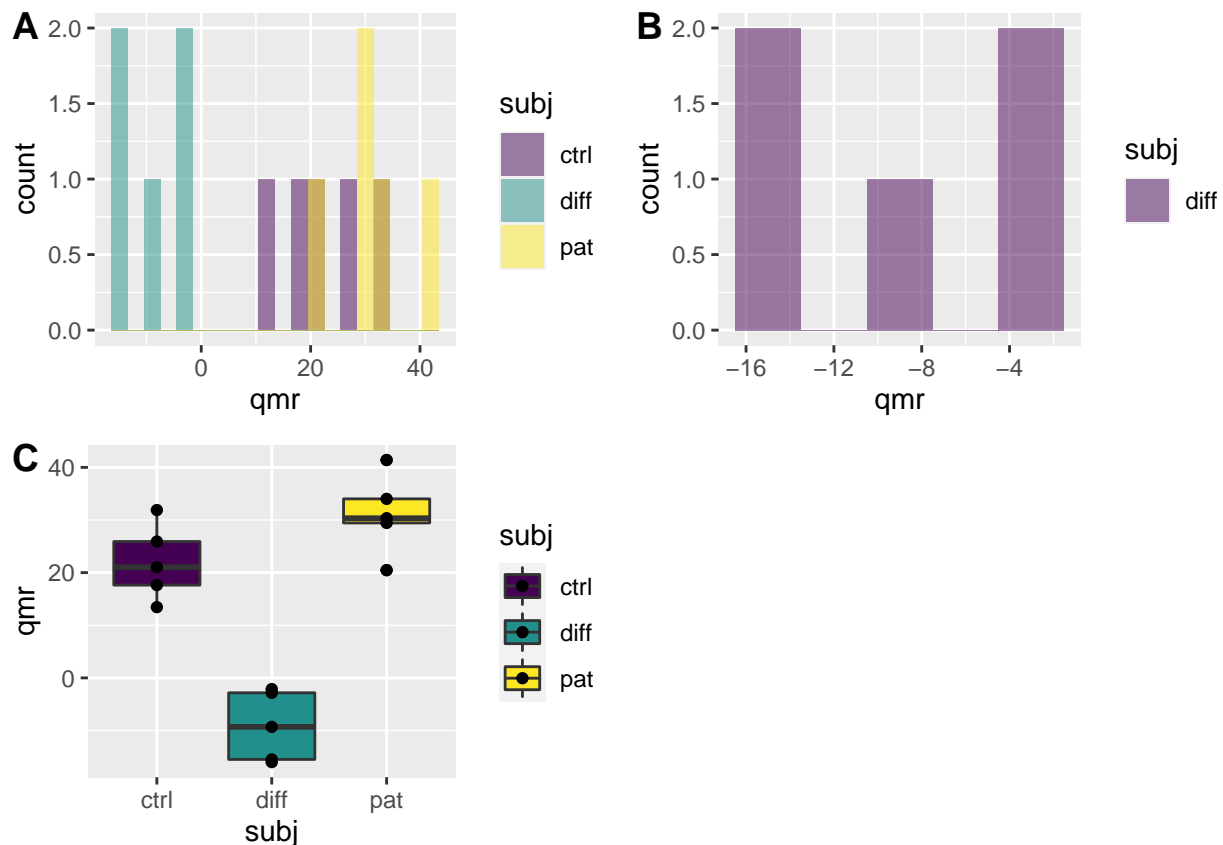 A
2.0
1.5
1.0
0.5
0.0
count
0
20
40
qmr
subj
ctrl
diff
pat
B
2.0
1.5
1.0
0.5
0.0
count
−16
−12
−8
−4
qmr
subj
diff
C
40
20
0
qmr
ctrl
diff
pat
subj
subj
ctrl
diff
pat